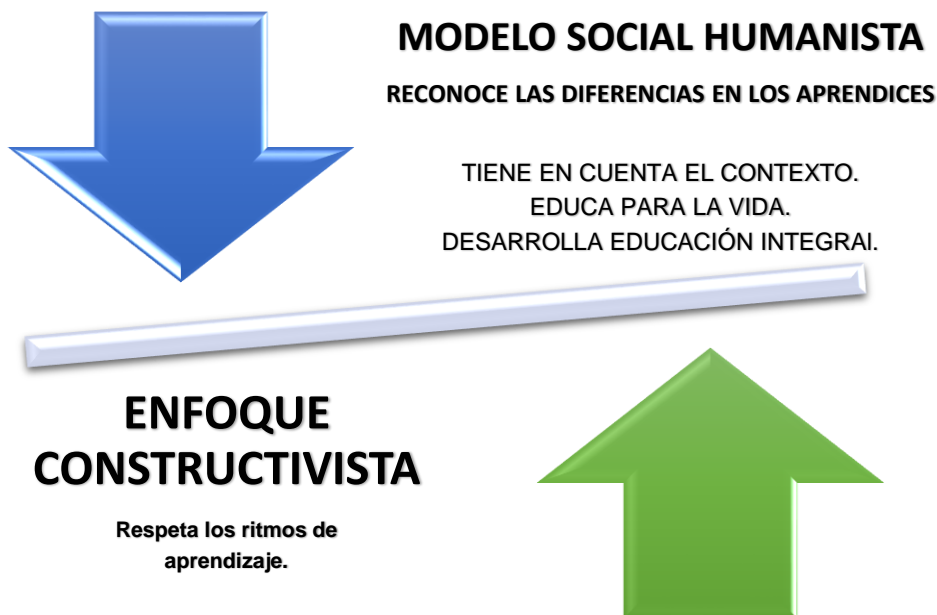 MODELO SOCIAL HUMANISTA
RECONOCE LAS DIFERENCIAS EN LOS APRENDICES
TIENE EN CUENTA EL CONTEXTO.
EDUCA PARA LA VIDA.
DESARROLLA EDUCACIÓN INTEGRAl.
ENFOQUE
CONSTRUCTIVISTA
Respeta los ritmos de
aprendizaje.